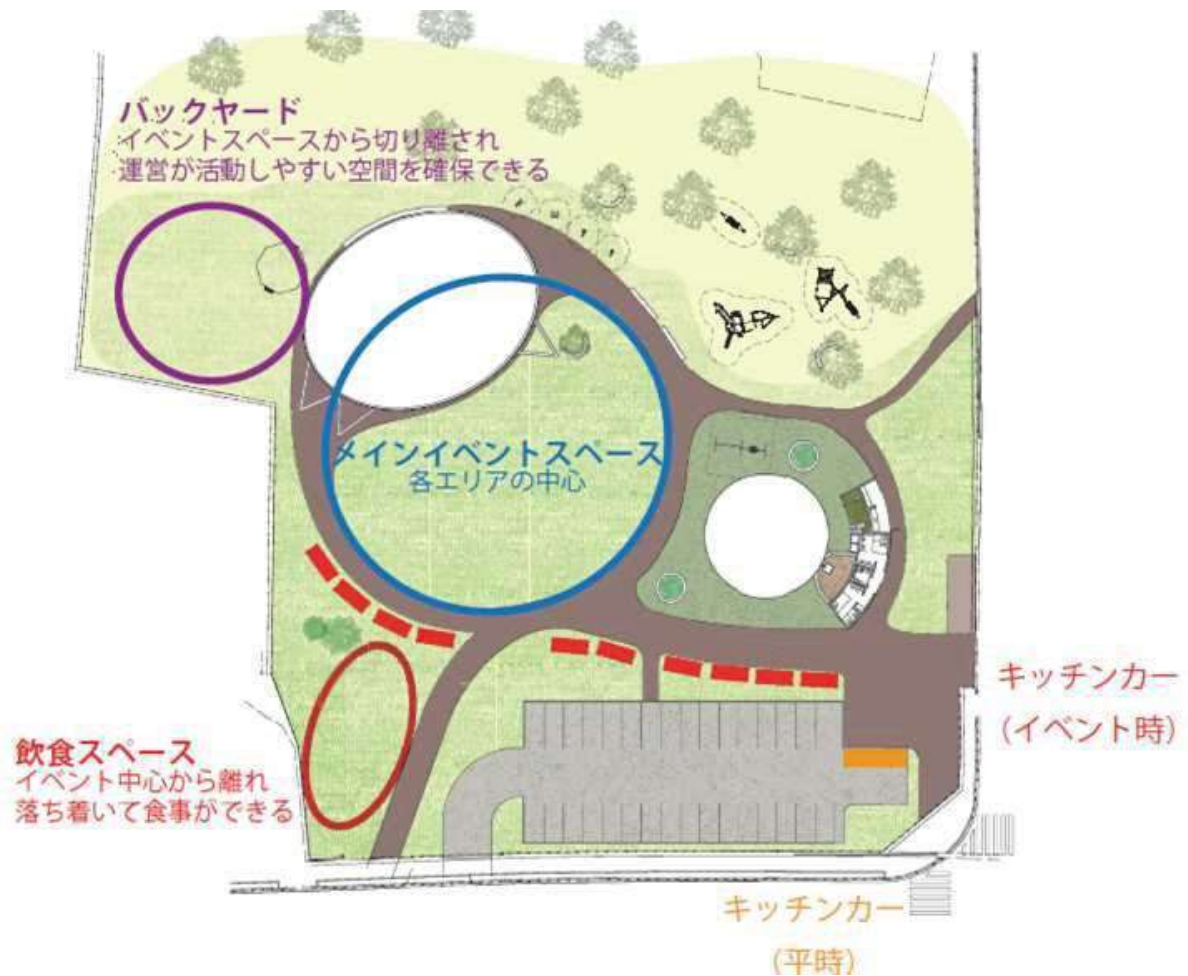 バックヤード
イベントスペースから切り離され
運営が活動しやすい空間を確保できる
メインイベントスペース
各エリアの中心
キッチンカー
(イベント時)
飲食スペース
イベント中心から離れ
落ち着いて食事ができる
キッチンカー
(平時)